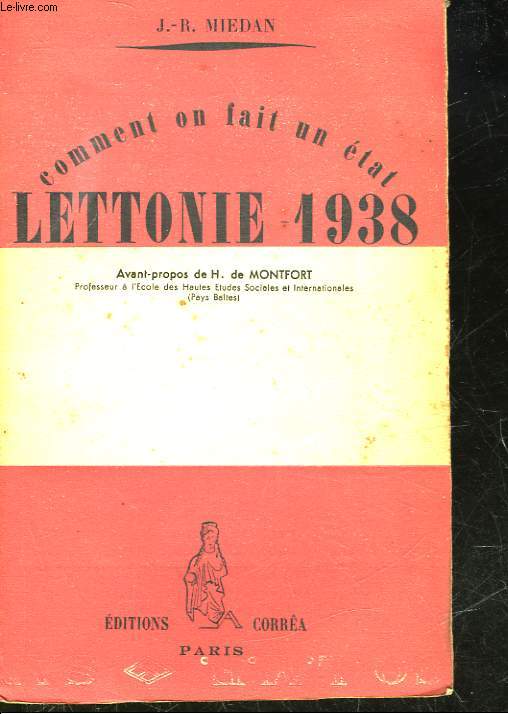 Le-livre.com
J.-R. MIEDAN
comment on fait un état
LETTONIE - 1938
Avant-propos de H. de MONTFORT
Professeur à l'Ecole des Hautes Etudes Sociales et Internationales
(Pays Baltes)
ÉDITIONS CORRÊA
PARIS